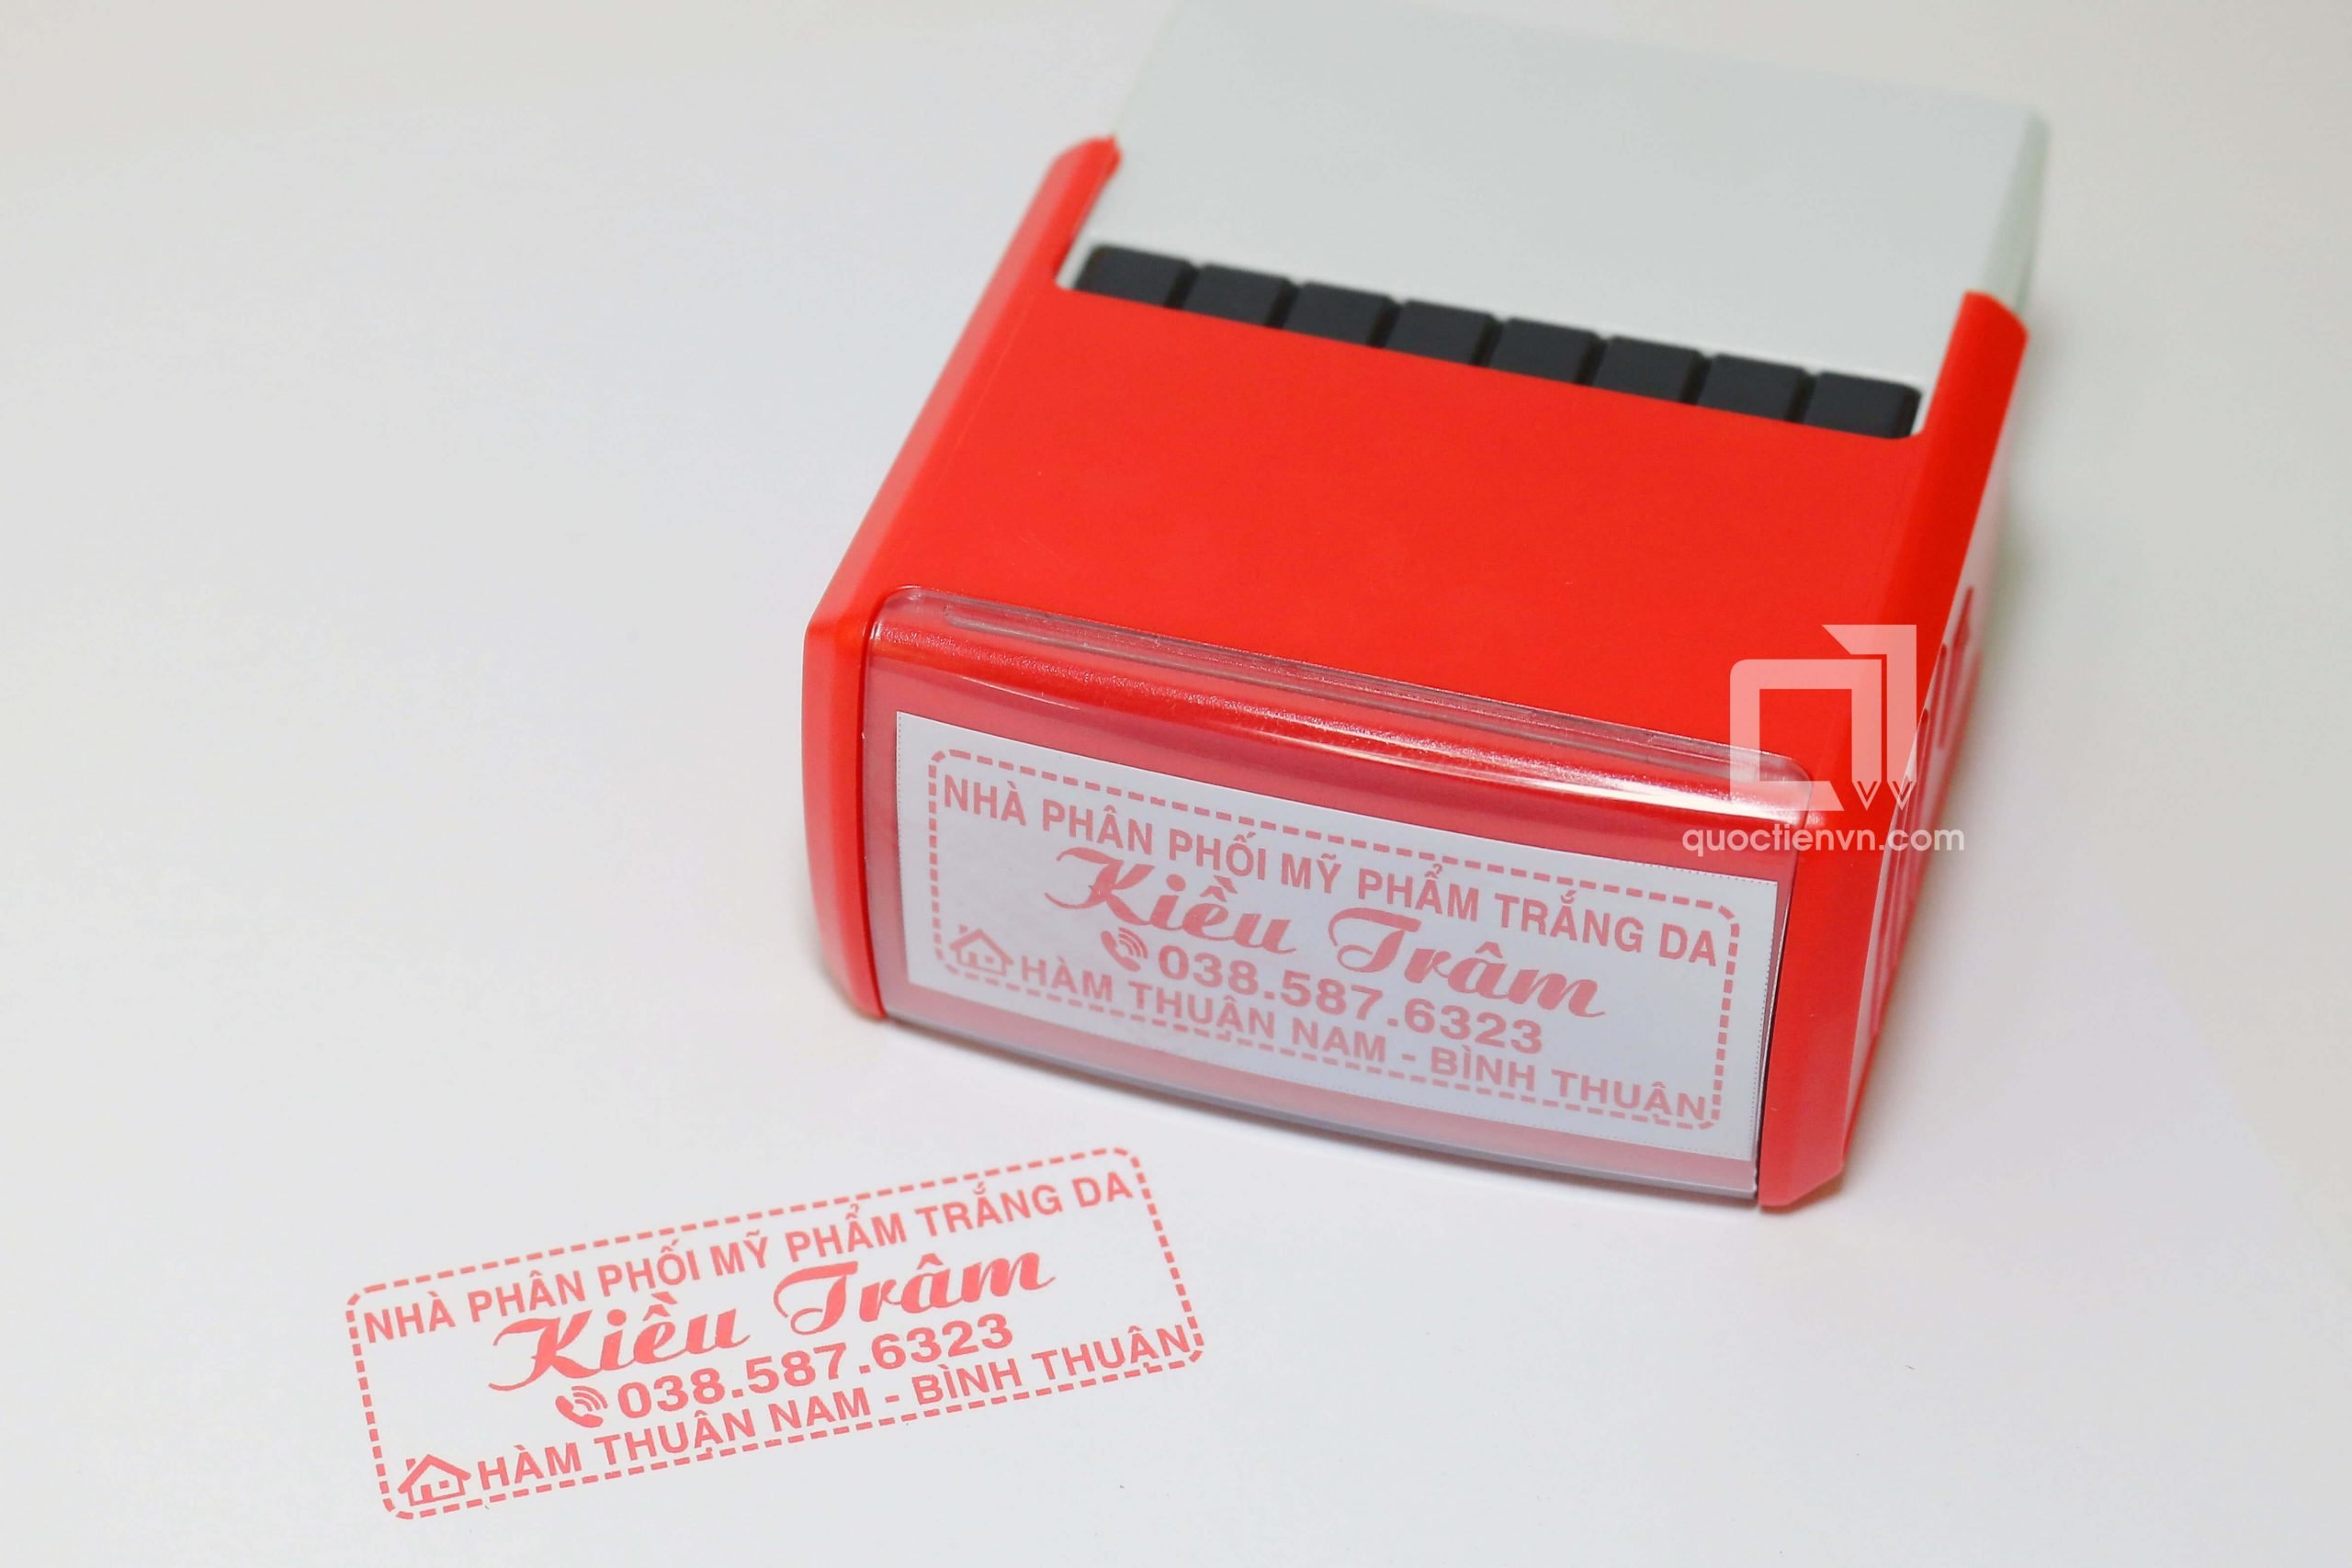 NHÀ PHÂN PHỐI MỸ PHẨM TRẮNG DA
Kiều Trâm
038.587.6323
HÀM THUẬN NAM - BÌNH THUẬN
quoctienvn.com
NHÀ PHÂN PHỐI MỸ PHẨM TRẮNG DA
Kiều Trâm
038.587.6323
HÀM THUẬN NAM - BÌNH THUẬN